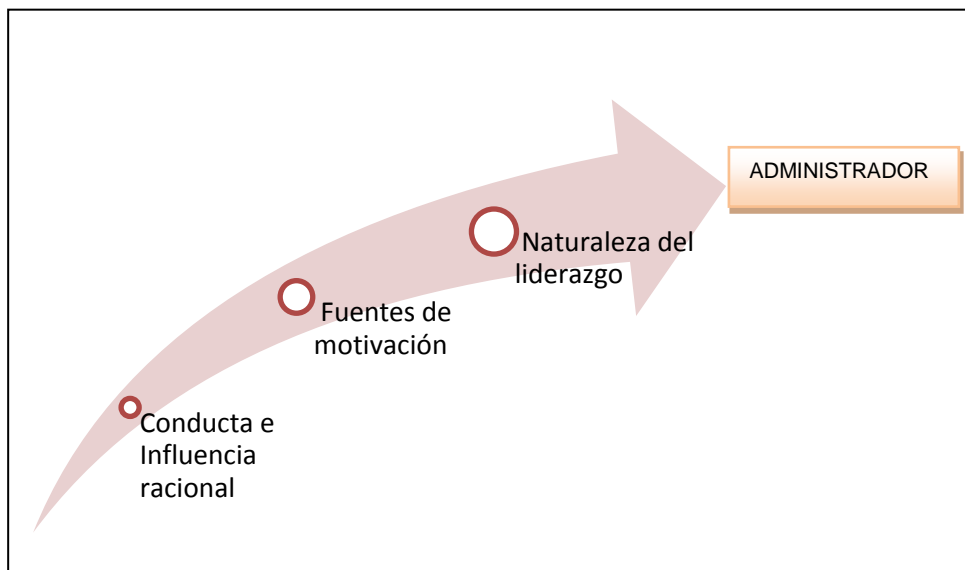 ADMINISTRADOR
Naturaleza del
liderazgo
Fuentes de
motivación
Conducta e
Influencia
racional